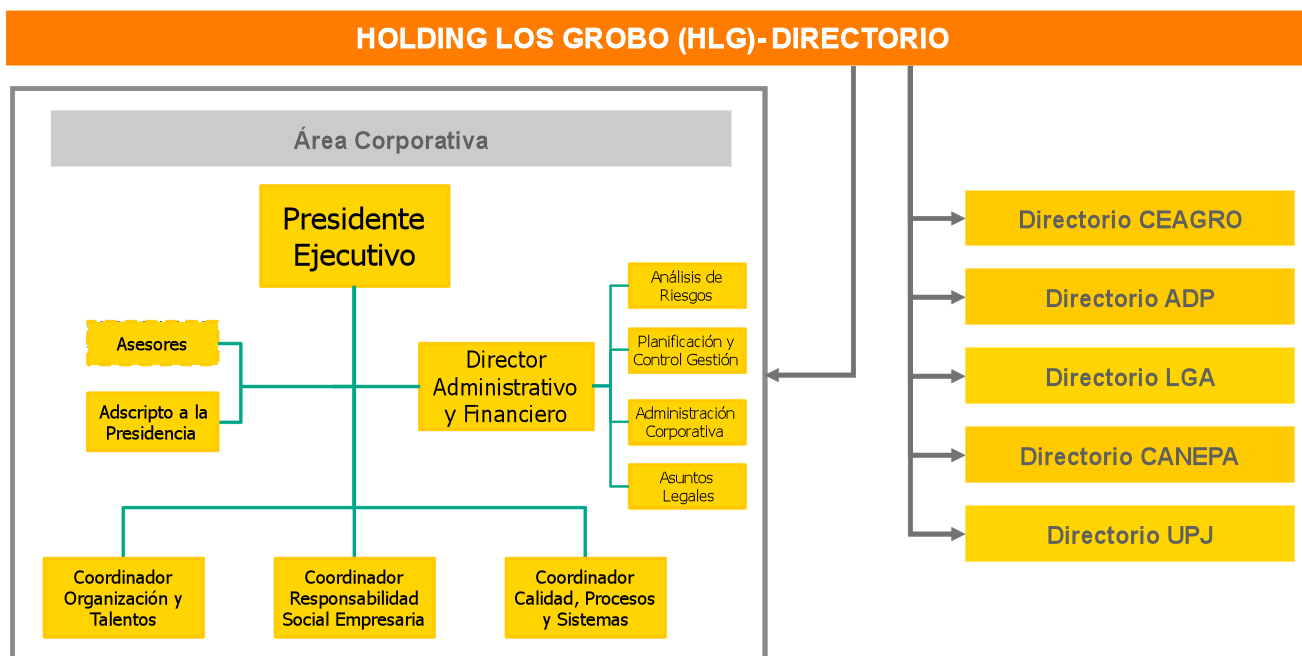 HOLDING LOS GROBO (HLG)- DIRECTORIO
Área Corporativa
Presidente
Ejecutivo
Asesores
Adscripto a la
Presidencia
Director
Administrativo
y Financiero
Análisis de
Riesgos
Planificación y
Control Gestión
Administración
Corporativa
Asuntos
Legales
Coordinador
Organización y
Talentos
Coordinador
Responsabilidad
Social Empresaria
Coordinador
Calidad, Procesos
y Sistemas
Directorio CEAGRO
Directorio ADP
Directorio LGA
Directorio CANEPA
Directorio UPJ